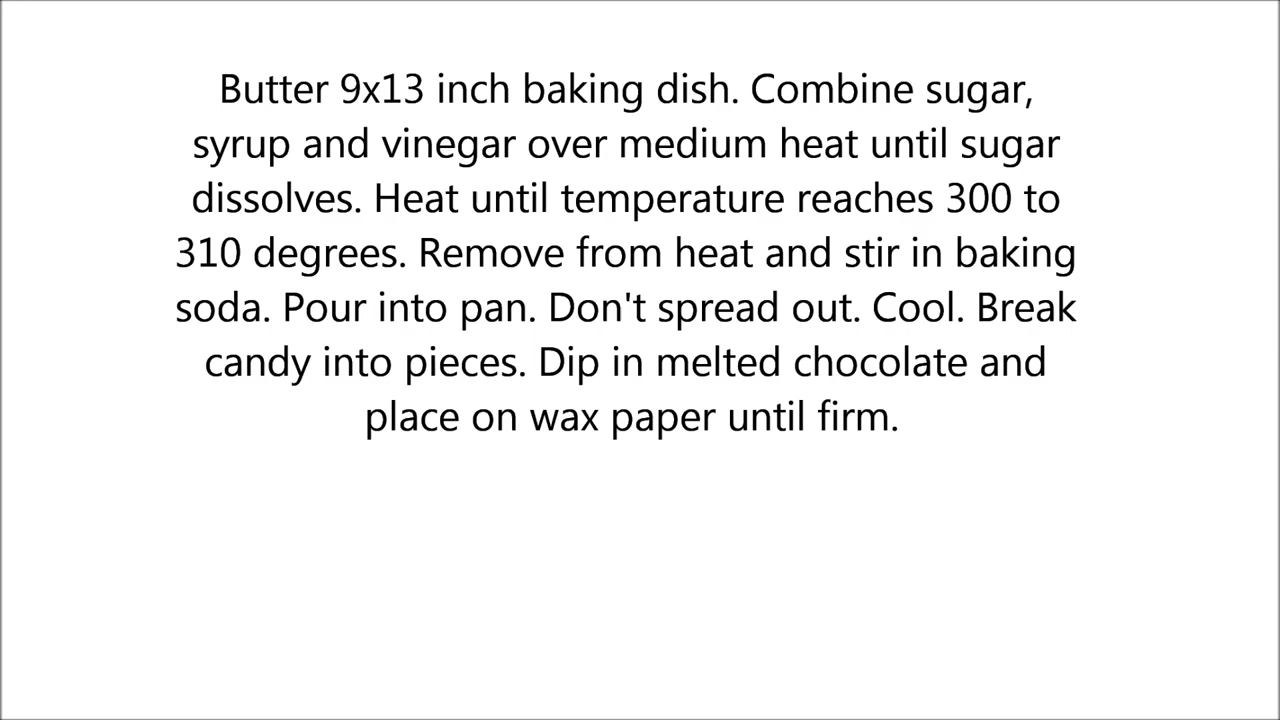 Butter 9x13 inch baking dish. Combine sugar,
syrup and vinegar over medium heat until sugar
dissolves. Heat until temperature reaches 300 to
310 degrees. Remove from heat and stir in baking
soda. Pour into pan. Don't spread out. Cool. Break
candy into pieces. Dip in melted chocolate and
place on wax paper until firm.